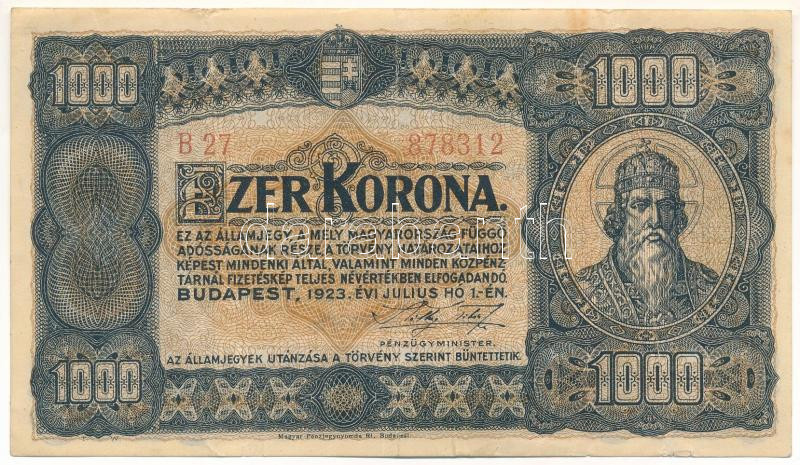 1000
1000
B 27 878312
EZER KORONA.
EZ AZ ÁLLAMJEGY A MELY MAGYARORSZÁG FÜGGŐ
ADÓSSÁGÁNAK RÉSZE, A TÖRVÉNY HATÁROZATAIHOZ
KÉPEST MINDENKI ÁLTAL, VALAMINT MINDEN KÖZPÉNZ
TÁRNÁL FIZETÉSKÉP TELJES NÉVÉRTÉKBEN ELFOGADANDÓ.
BUDAPEST, 1923. ÉVI JULIUS HÓ 1.-ÉN.
PÉNZÜGYMINISTER.
AZ ÁLLAMJEGYEK UTÁNZÁSA A TÖRVÉNY SZERINT BÜNTETTETIK.
1000
1000
Magyar Pénzjegynyomda Rt. Budapest.